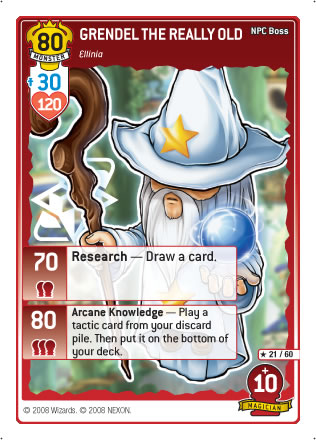 80
MONSTER
GRENDEL THE REALLY OLD
NPC Boss
Ellinia
30
120
70
Research — Draw a card.
80
Arcane Knowledge — Play a
tactic card from your discard
pile. Then put it on the bottom of
your deck.
★ 21 / 60
+
10
MAGICIAN
© 2008 Wizards. © 2008 NEXON.